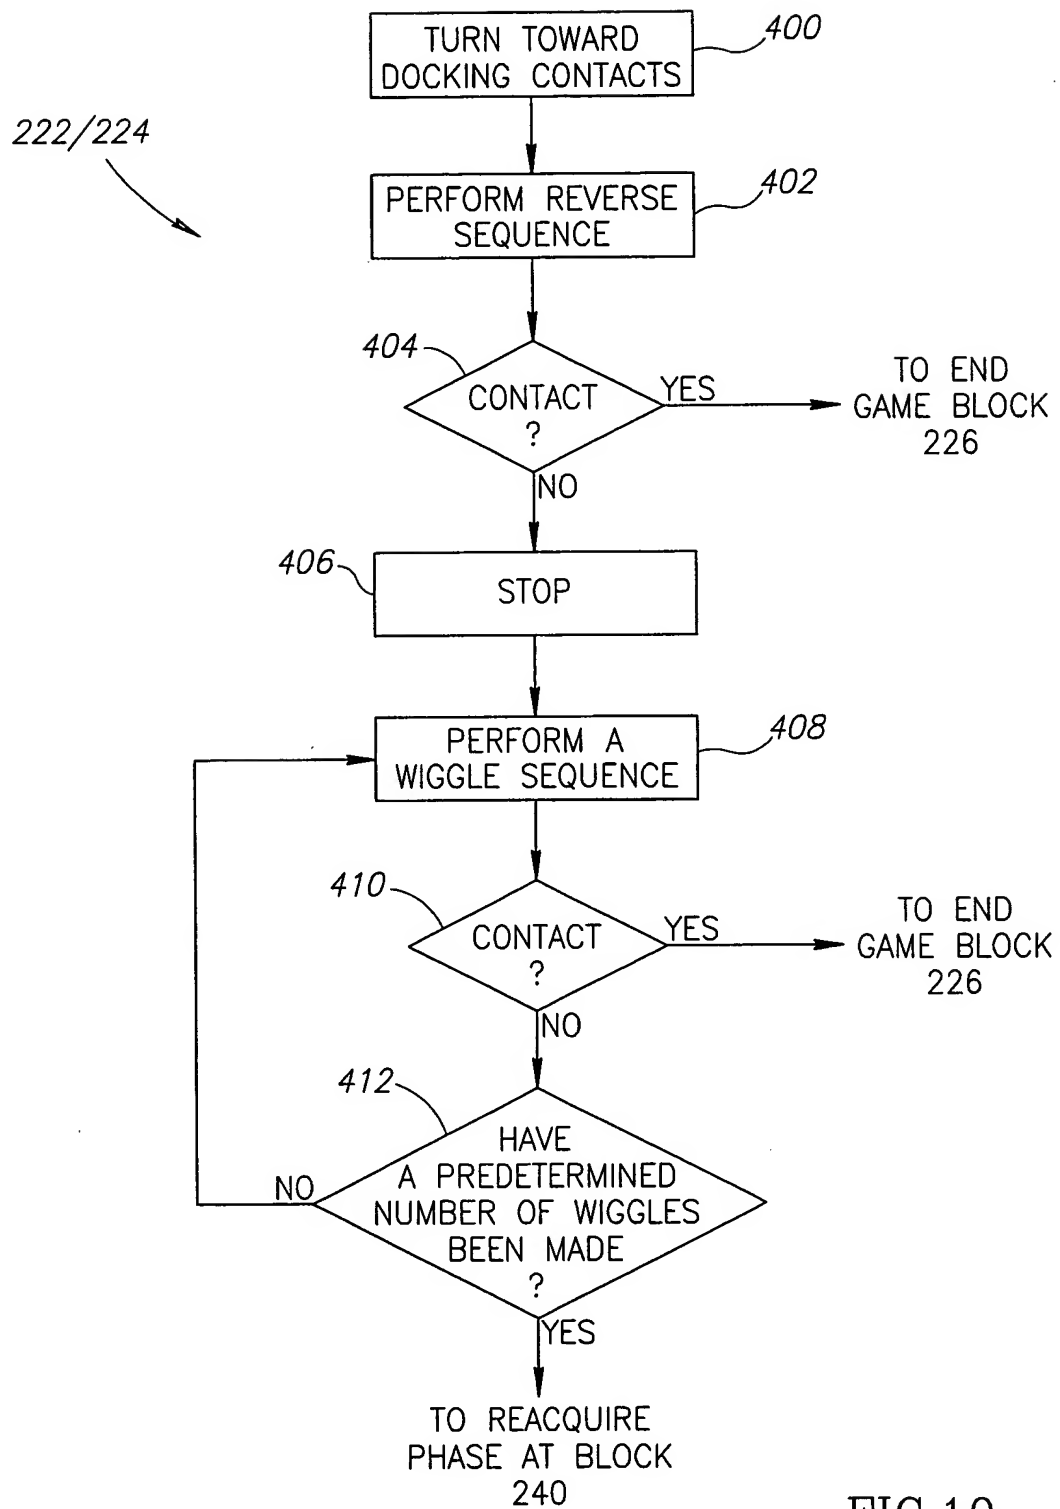 TURN TOWARD
DOCKING CONTACTS
400
222/224
PERFORM REVERSE
SEQUENCE
402
404
CONTACT
?
YES
TO END
GAME BLOCK
226
NO
406
STOP
PERFORM A
WIGGLE SEQUENCE
408
410
CONTACT
?
YES
TO END
GAME BLOCK
226
NO
412
HAVE
A PREDETERMINED
NUMBER OF WIGGLES
BEEN MADE
?
NO
YES
TO REACQUIRE
PHASE AT BLOCK
240